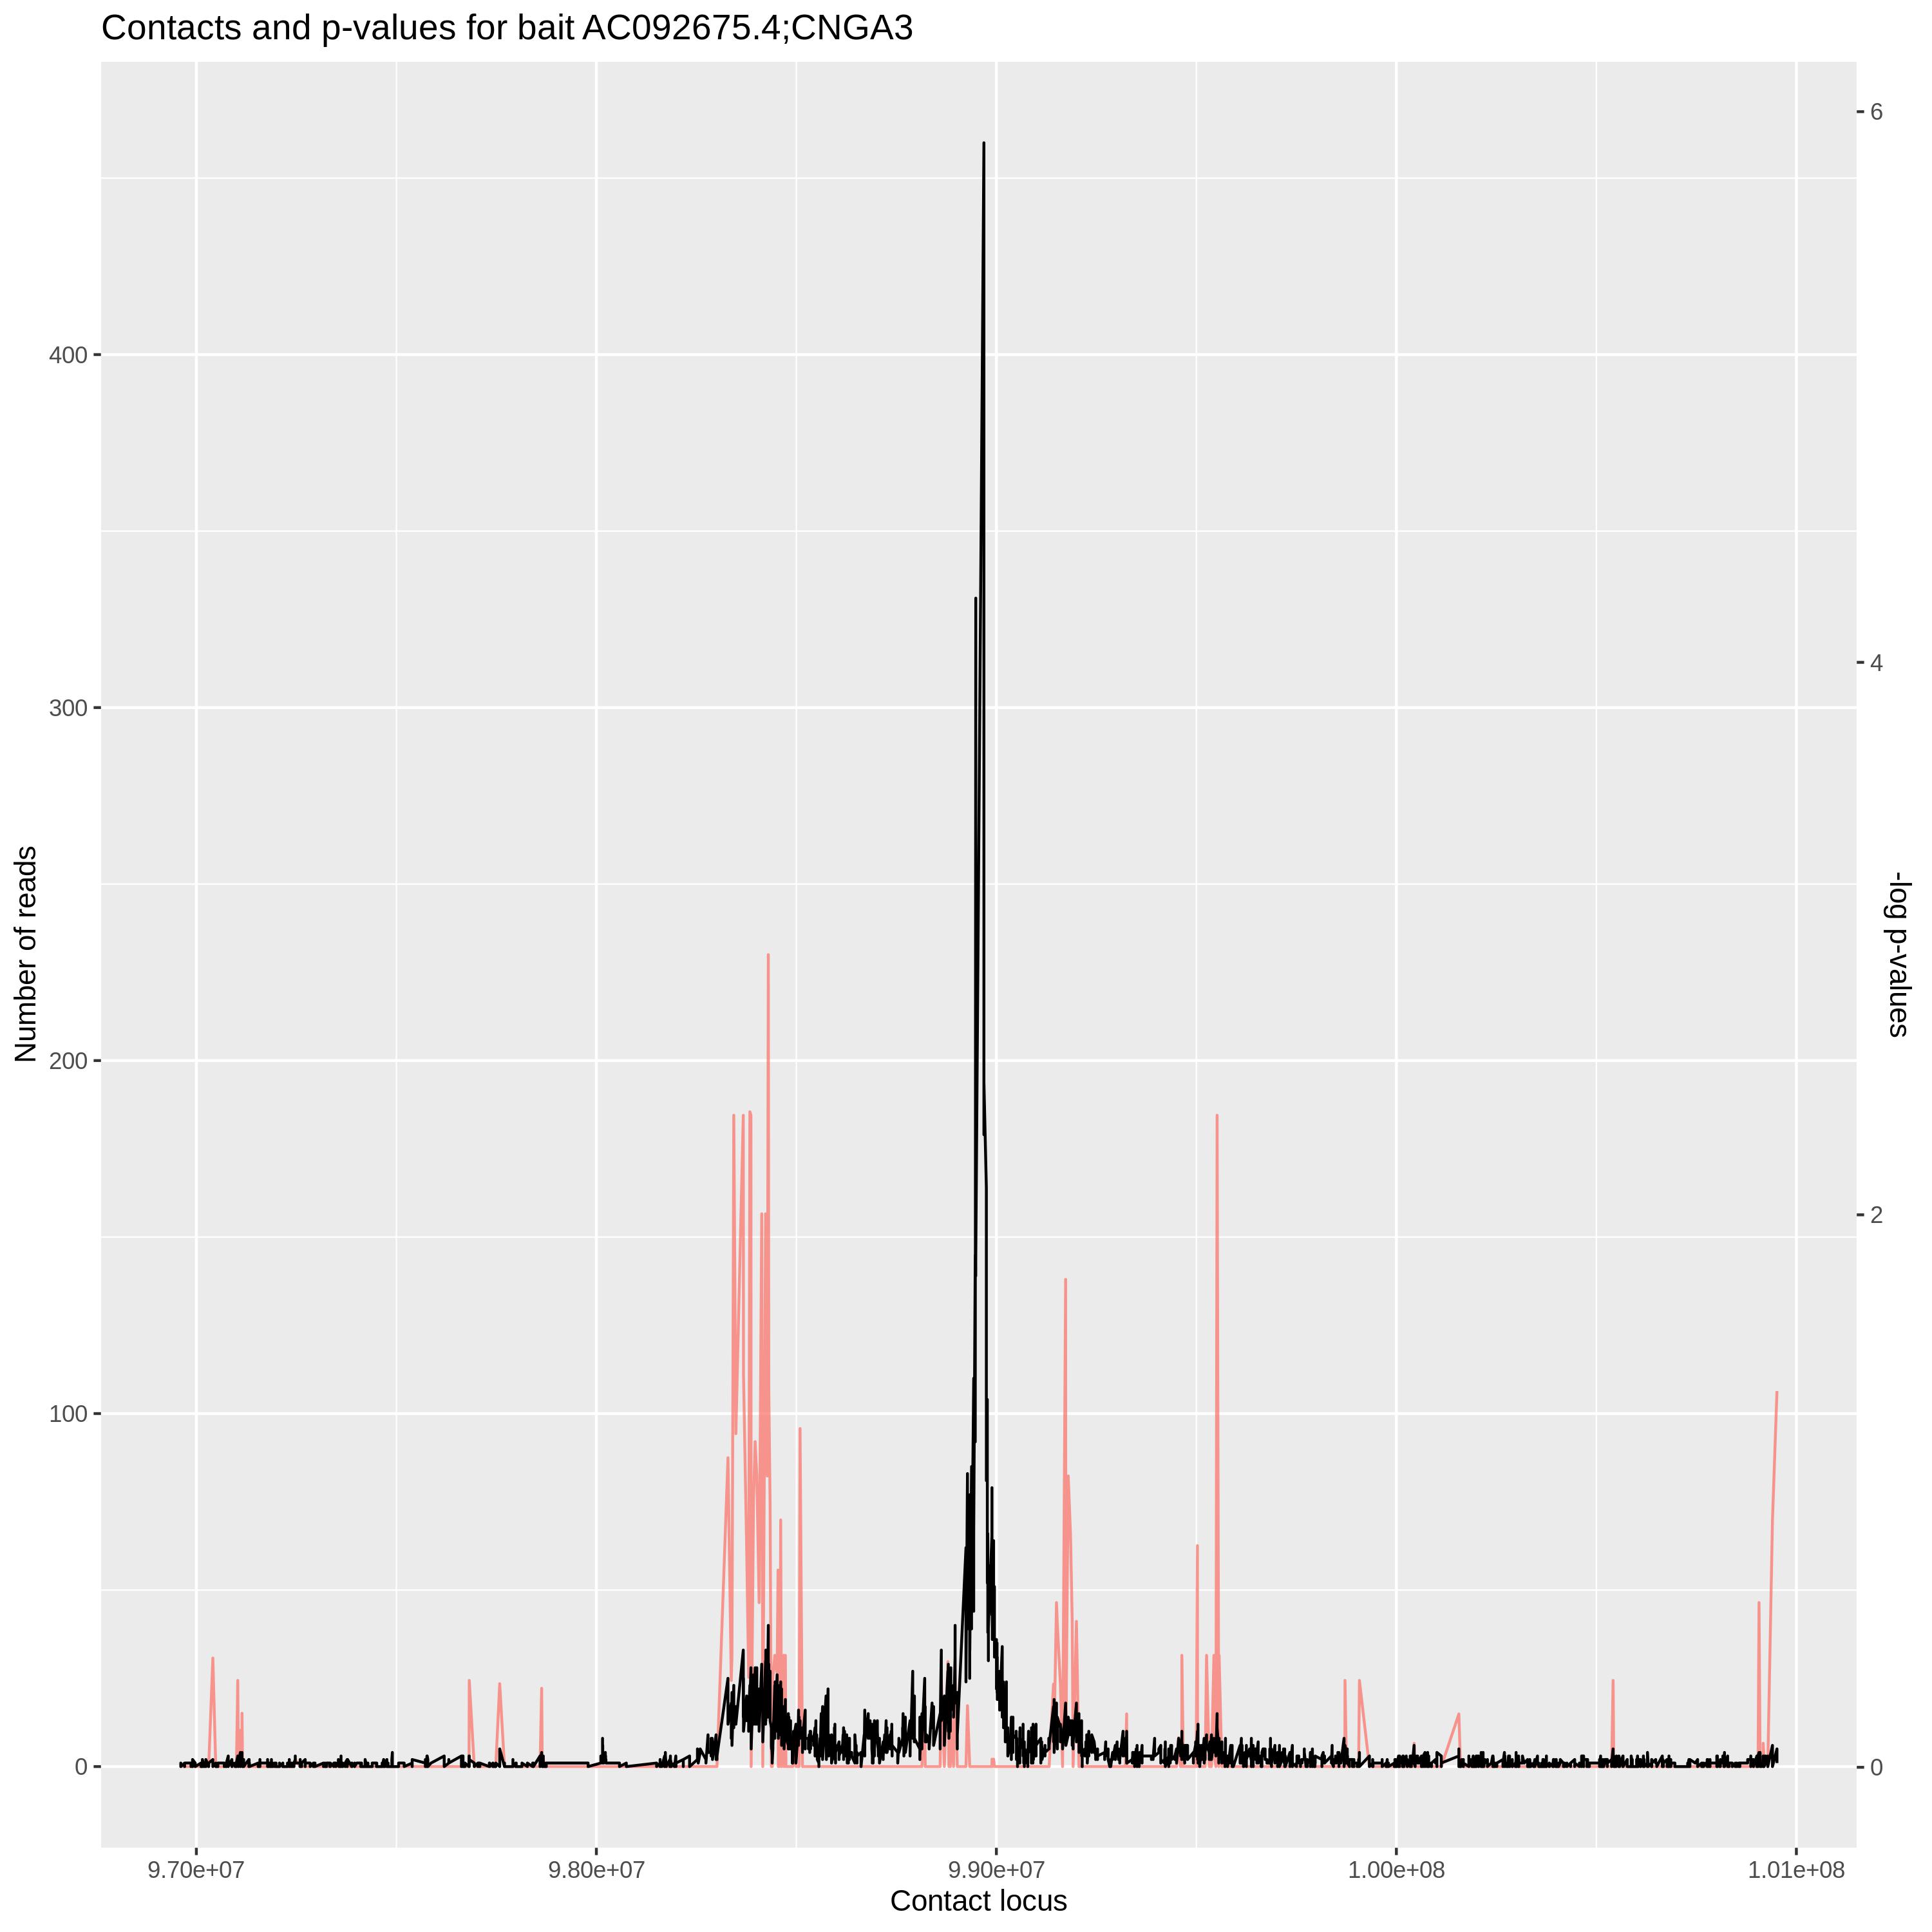 Contacts and p-values for bait AC092675.4;CNGA3
6
400
4
300
Number of reads
-log p-values
200
2
100
0
0
9.70e+07 9.80e+07 9.90e+07 1.00e+08 1.01e+08
Contact locus